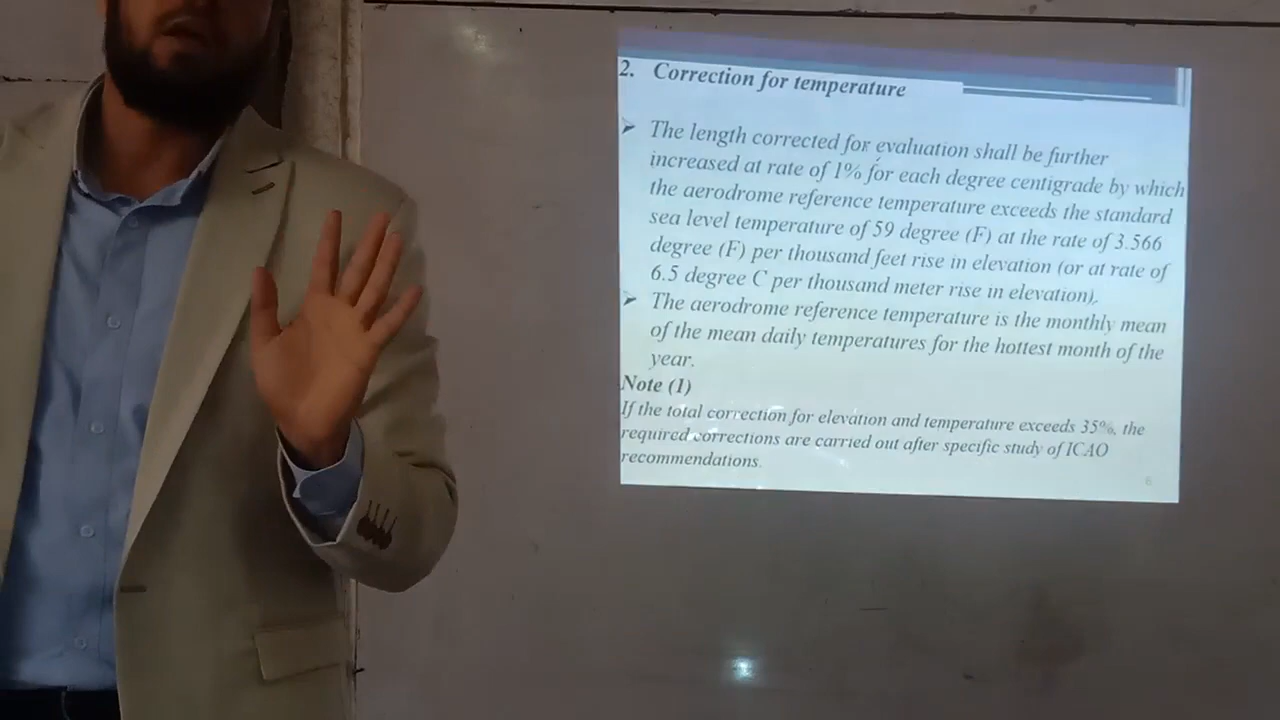 2. Correction for temperature
➤ The length corrected for evaluation shall be further
increased at rate of 1% for each degree centigrade by which
the aerodrome reference temperature exceeds the standard
sea level temperature of 59 degree (F) at the rate of 3.566
degree (F) per thousand feet rise in elevation (or at rate of
6.5 degree C per thousand meter rise in elevation).
➤ The aerodrome reference temperature is the monthly mean
of the mean daily temperatures for the hottest month of the
year.
Note (1)
If the total correction for elevation and temperature exceeds 35%, the
required corrections are carried out after specific study of ICAO
recommendations.
6